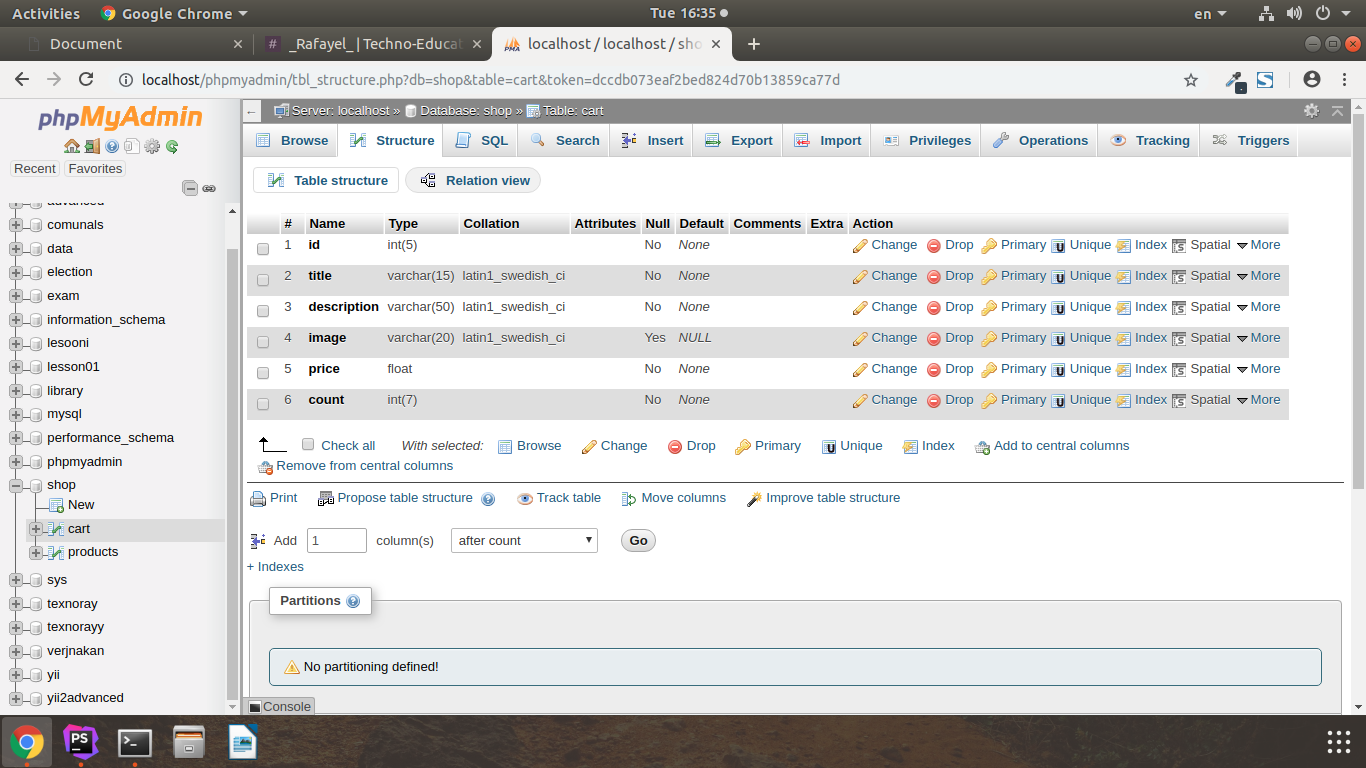 Activities Google Chrome Tue 16:35 en
Document _Rafayel_ | Techno-Educat localhost / localhost / sho
localhost/phpmyadmin/tbl_structure.php?db=shop&table=cart&token=dccdb073eaf2bed824d70b13859ca77d
phpMyAdmin
Recent Favorites
advanced
comunals
data
election
exam
information_schema
lesooni
lesson01
library
mysql
performance_schema
phpmyadmin
shop
New
cart
products
sys
texnoray
texnorayy
verjnakan
yii
yii2advanced
Server: localhost » Database: shop » Table: cart
Browse Structure SQL Search Insert Export Import Privileges Operations Tracking Triggers
Table structure Relation view
# Name Type Collation Attributes Null Default Comments Extra Action
1 id int(5) No None Change Drop Primary Unique Index Spatial More
2 title varchar(15) latin1_swedish_ci No None Change Drop Primary Unique Index Spatial More
3 description varchar(50) latin1_swedish_ci No None Change Drop Primary Unique Index Spatial More
4 image varchar(20) latin1_swedish_ci Yes NULL Change Drop Primary Unique Index Spatial More
5 price float No None Change Drop Primary Unique Index Spatial More
6 count int(7) No None Change Drop Primary Unique Index Spatial More
Check all With selected: Browse Change Drop Primary Unique Index Add to central columns
Remove from central columns
Print Propose table structure Track table Move columns Improve table structure
Add 1 column(s) after count Go
+ Indexes
Partitions
No partitioning defined!
Console